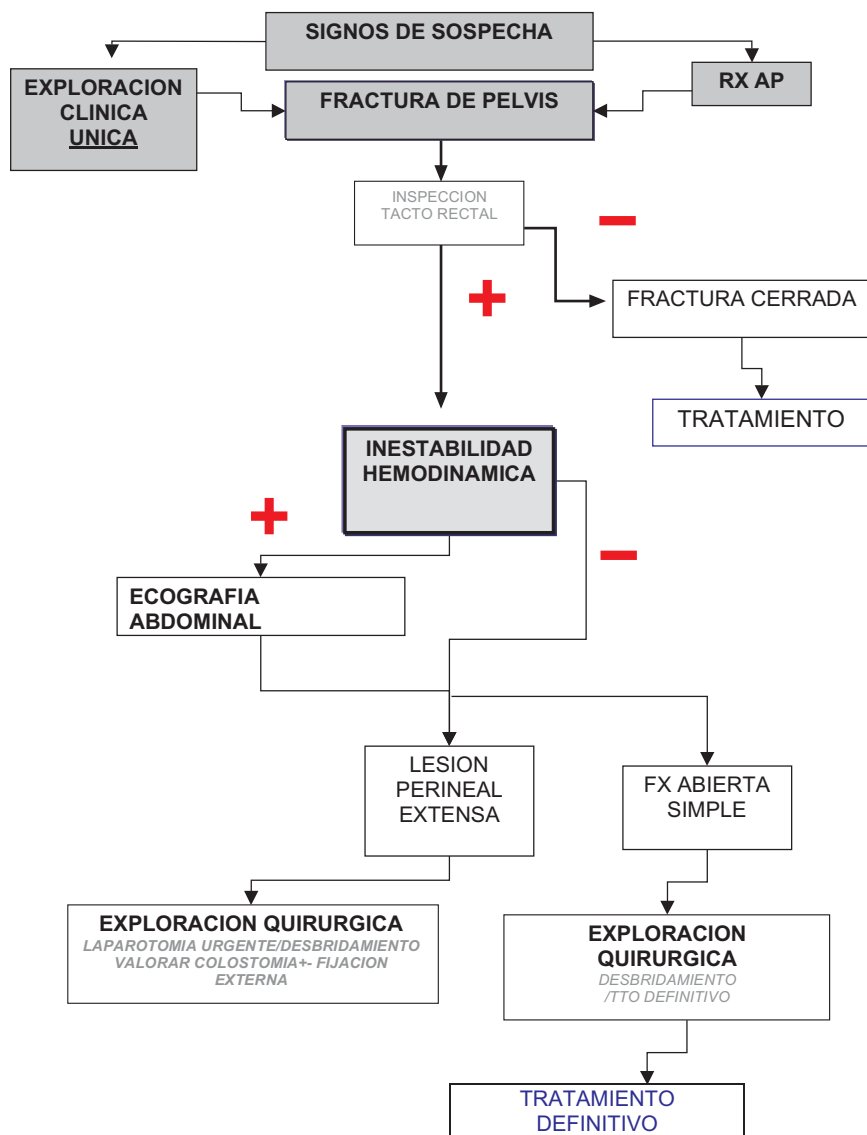 SIGNOS DE SOSPECHA
EXPLORACION
CLINICA
UNICA
FRACTURA DE PELVIS
RX AP
INSPECCION
TACTO RECTAL
−
+
FRACTURA CERRADA
TRATAMIENTO
INESTABILIDAD
HEMODINAMICA
+
−
ECOGRAFIA
ABDOMINAL
LESION
PERINEAL
EXTENSA
FX ABIERTA
SIMPLE
EXPLORACION QUIRURGICA
LAPAROTOMIA URGENTE/DESBRIDAMIENTO
VALORAR COLOSTOMIA+- FIJACION
EXTERNA
EXPLORACION
QUIRURGICA
DESBRIDAMIENTO
/TTO DEFINITIVO
TRATAMIENTO
DEFINITIVO